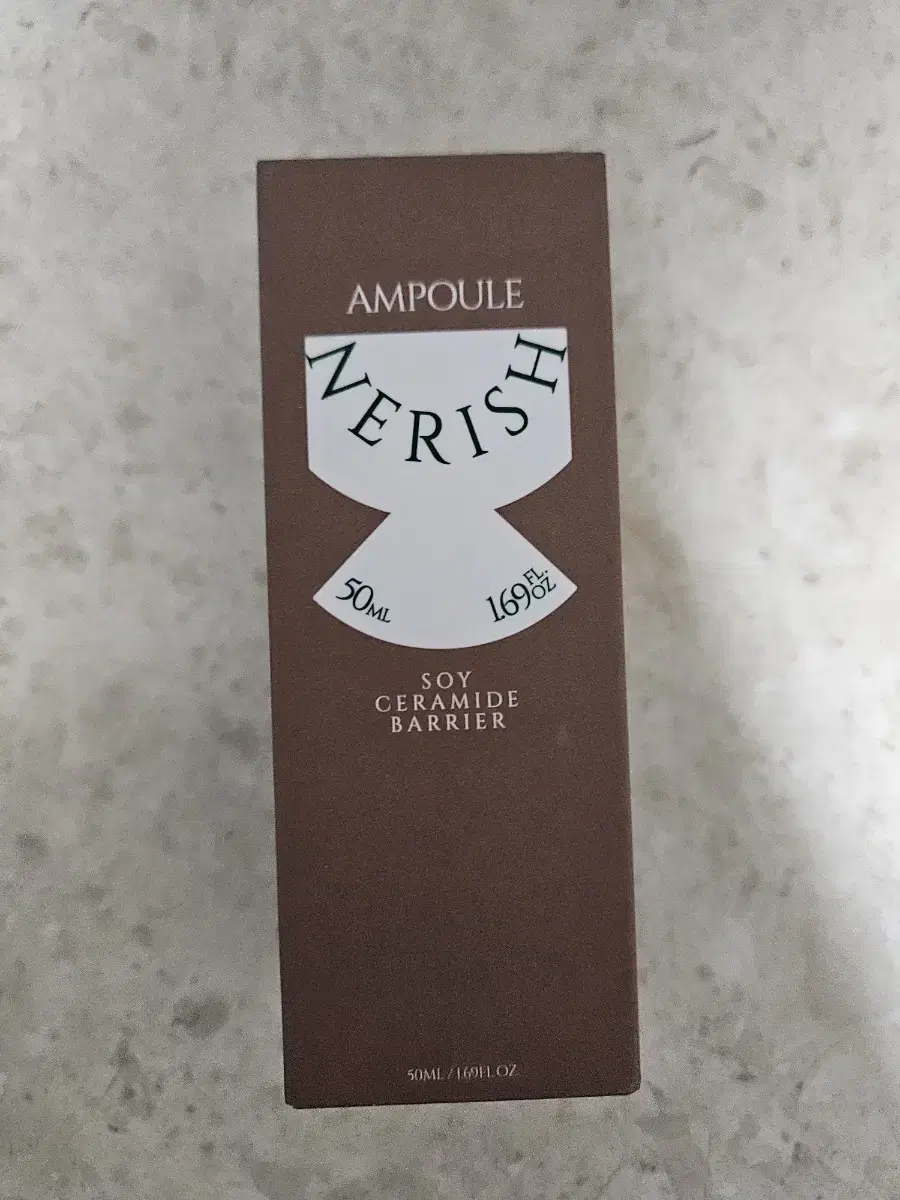 AMPOULE
NERISH
50ML
1.69 FL. OZ
SOY
CERAMIDE
BARRIER
50ML / 1.69FL OZ